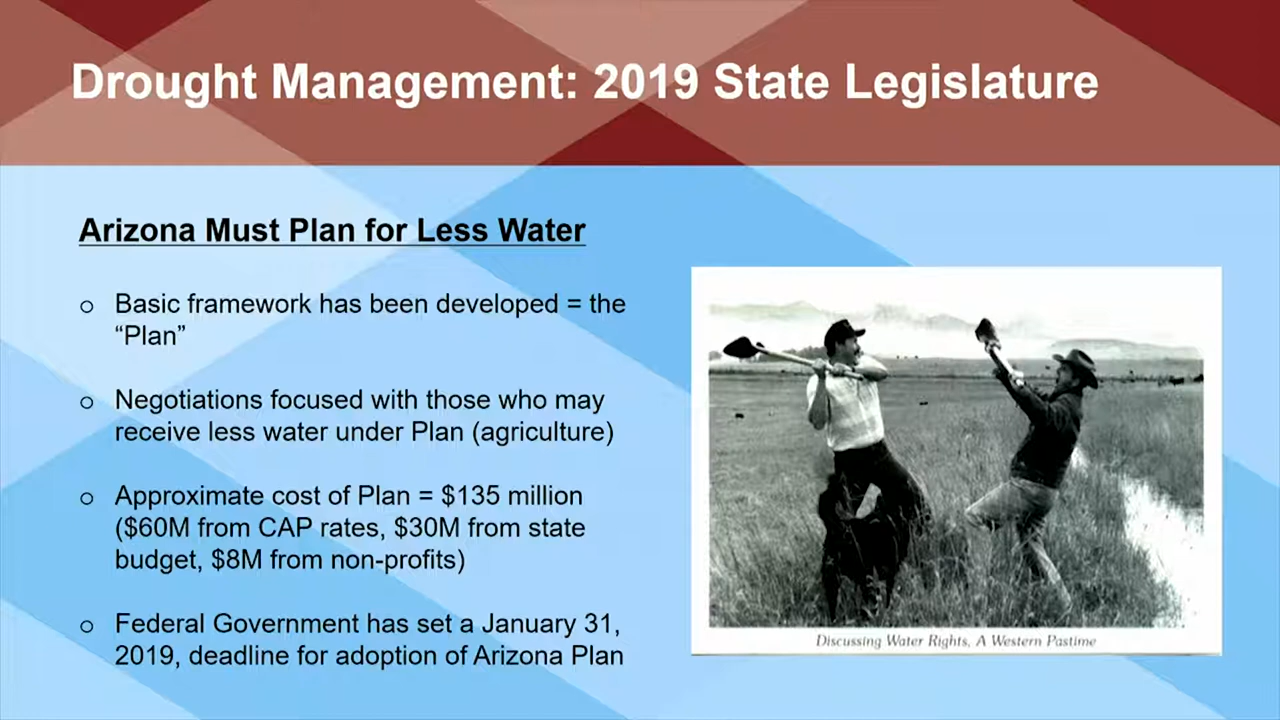 Drought Management: 2019 State Legislature
Arizona Must Plan for Less Water
o Basic framework has been developed = the
“Plan”
o Negotiations focused with those who may
receive less water under Plan (agriculture)
o Approximate cost of Plan = $135 million
($60M from CAP rates, $30M from state
budget, $8M from non-profits)
o Federal Government has set a January 31,
2019, deadline for adoption of Arizona Plan
Discussing Water Rights, A Western Pastime